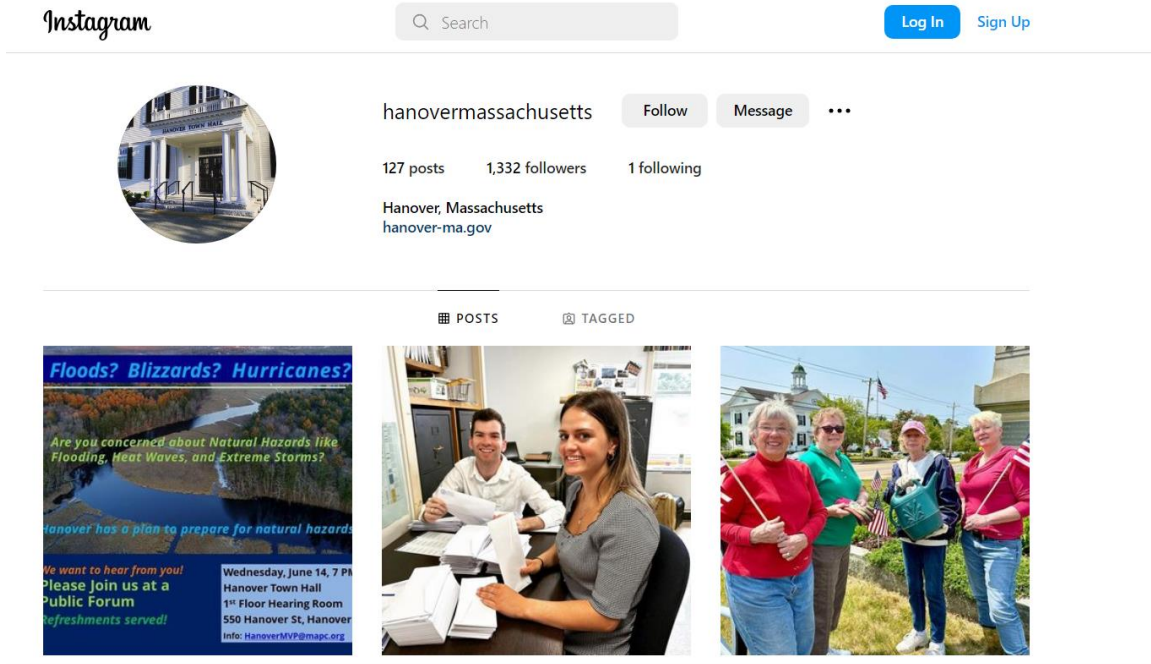 Instagram
Search
Log In
Sign Up
HANOVER TOWN HALL
hanovermassachusetts
Follow
Message
127 posts
1,332 followers
1 following
Hanover, Massachusetts
hanover-ma.gov
POSTS
TAGGED
Floods? Blizzards? Hurricanes?
Are you concerned about Natural Hazards like
Flooding, Heat Waves, and Extreme Storms?
Hanover has a plan to prepare for natural hazards
We want to hear from you!
Please Join us at a
Public Forum
Refreshments served!
Wednesday, June 14, 7 PM
Hanover Town Hall
1st Floor Hearing Room
550 Hanover St, Hanover
Info: HanoverMVP@mapc.org